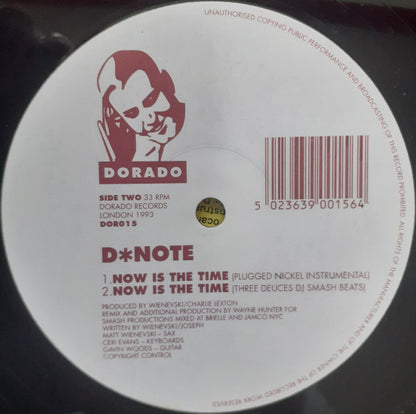 UNAUTHORISED COPYING PUBLIC PERFORMANCE AND BROADCASTING OF THIS RECORD PROHIBITED. ALL RIGHTS OF THE MANUFACTURER AND OF THE OWNER OF THE RECORDED WORK RESERVED
DORADO
SIDE TWO 33 RPM
DORADO RECORDS
LONDON 1993
DOR015
5 023639 001564
D*NOTE
1. NOW IS THE TIME (PLUGGED NICKEL INSTRUMENTAL)
2. NOW IS THE TIME (THREE DEUCES DJ SMASH BEATS)
PRODUCED BY WIENEVSKI/CHARLIE LEXTON
REMIX AND ADDITIONAL PRODUCTION BY WAYNE HUNTER FOR
SMASH PRODUCTIONS MIXED AT BRIELLE AND JAMCO NYC
WRITTEN BY WIENEVSKI/JOSEPH
MATT WIENEVSKI – SAX
CERI EVANS – KEYBOARDS
GAVIN WOODS – GUITAR
COPYRIGHT CONTROL